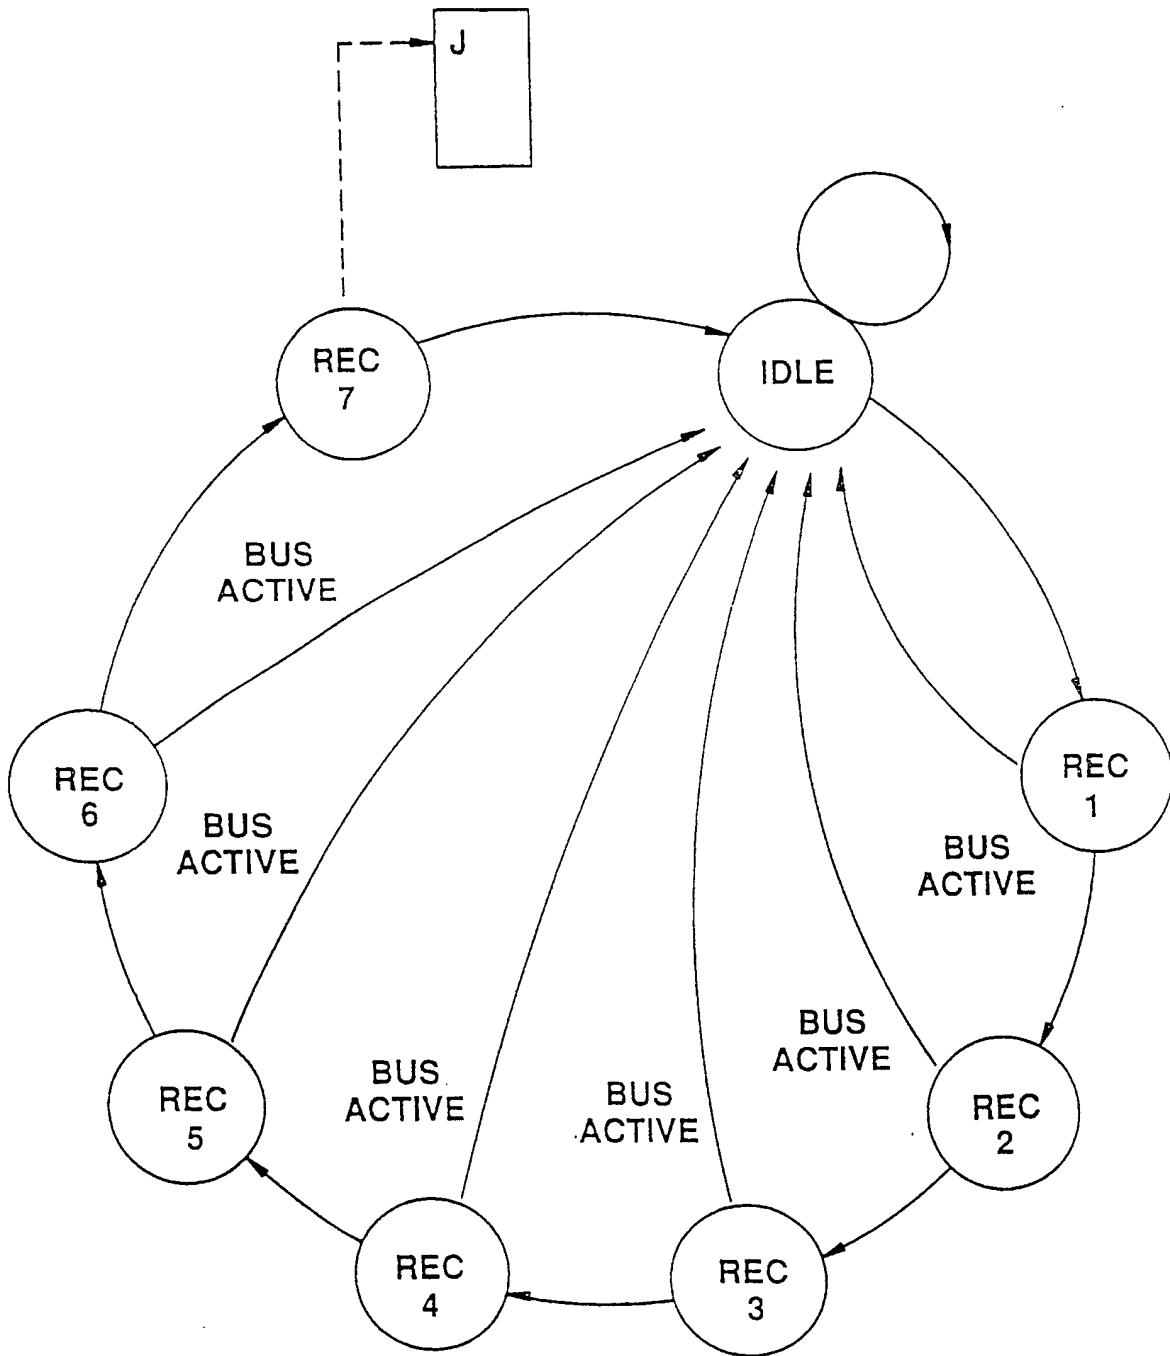 J
REC
7
IDLE
BUS
ACTIVE
REC
6
REC
1
BUS
ACTIVE
BUS
ACTIVE
BUS
ACTIVE
BUS
ACTIVE
BUS
ACTIVE
REC
5
REC
2
REC
4
REC
3